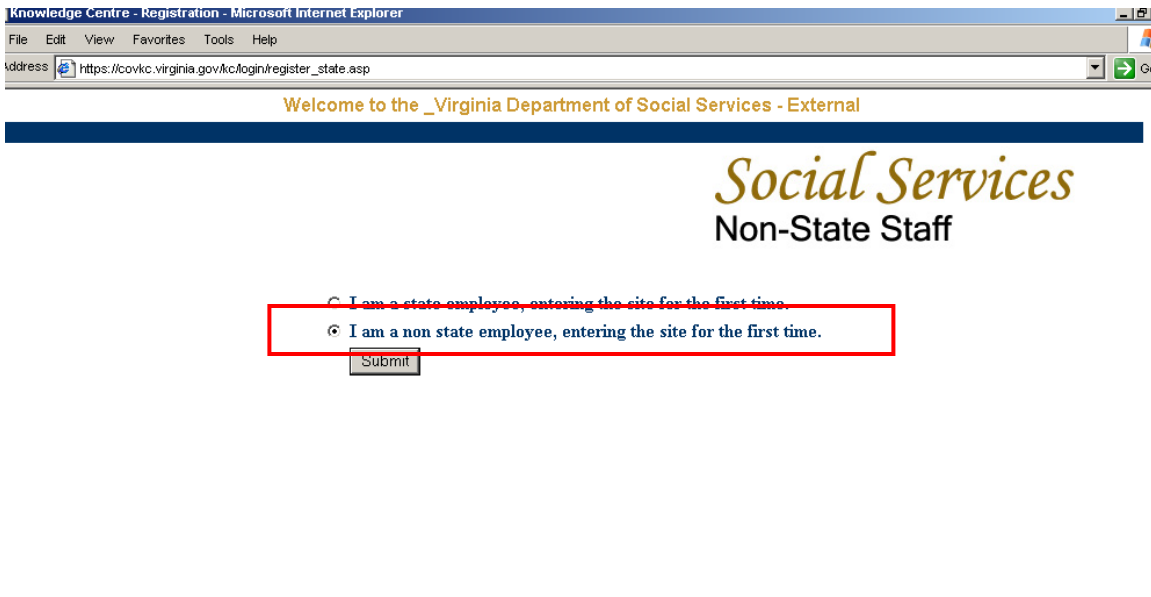 Knowledge Centre - Registration - Microsoft Internet Explorer
File Edit View Favorites Tools Help
Address https://covkc.virginia.gov/kc/login/register_state.asp
Welcome to the _Virginia Department of Social Services - External
Social Services
Non-State Staff
I am a state employee, entering the site for the first time.
I am a non state employee, entering the site for the first time.
Submit